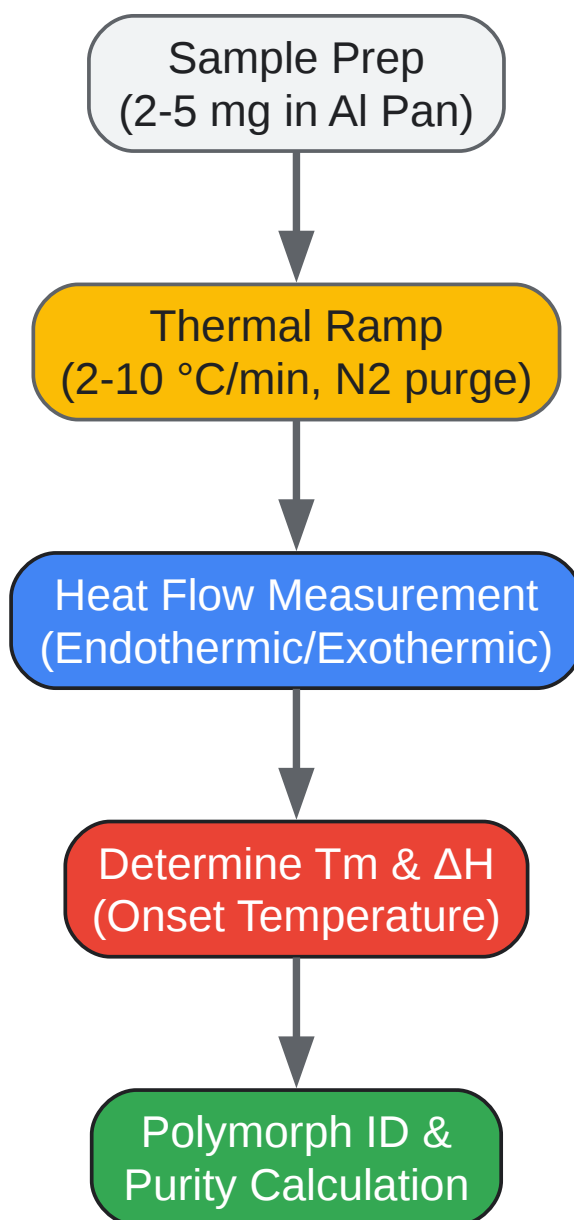 Sample Prep
(2-5 mg in Al Pan)
Thermal Ramp
(2-10 °C/min, N2 purge)
Heat Flow Measurement
(Endothermic/Exothermic)
Determine Tm & ΔH
(Onset Temperature)
Polymorph ID &
Purity Calculation